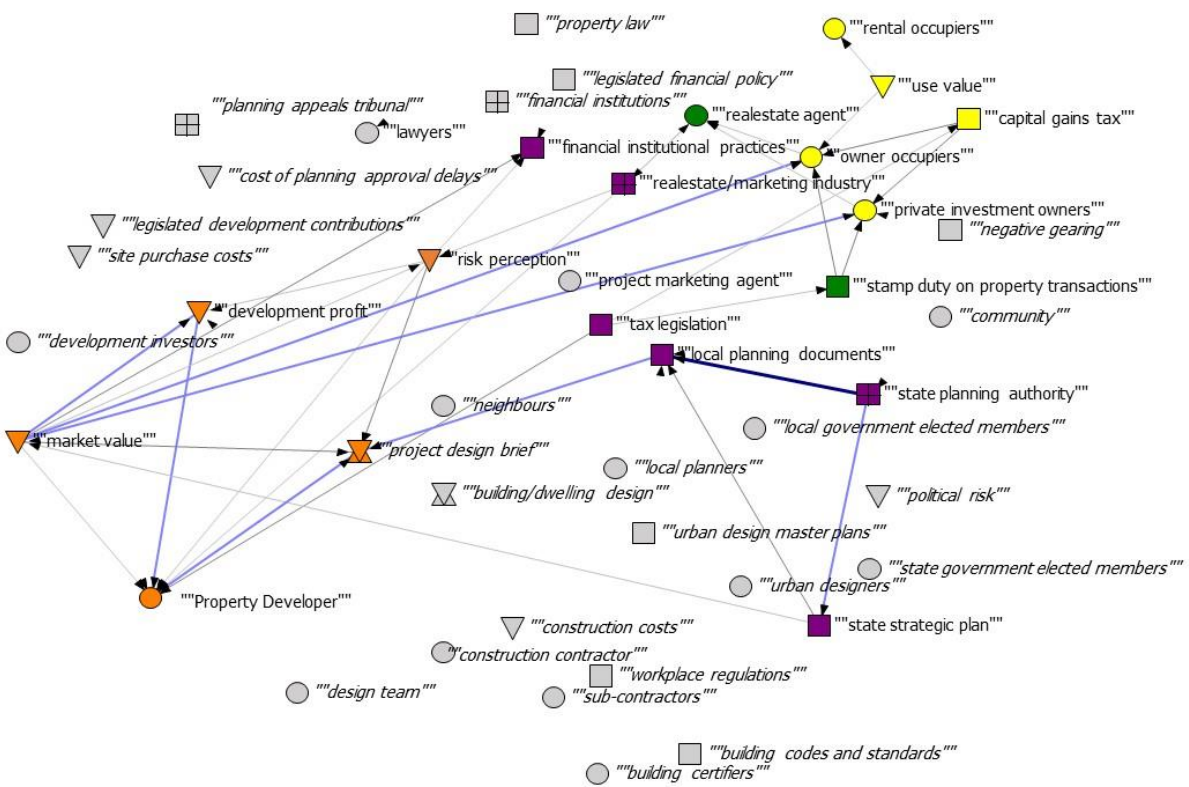 ""property law""
""rental occupiers""
""legislated financial policy""
""use value""
""planning appeals tribunal""
""financial institutions""
""realestate agent""
""capital gains tax""
""lawyers""
""financial institutional practices""
""owner occupiers""
""cost of planning approval delays""
""realestate/marketing industry""
""legislated development contributions""
""private investment owners""
""negative gearing""
""site purchase costs""
""risk perception""
""project marketing agent""
""stamp duty on property transactions""
""development profit""
""tax legislation""
""community""
""development investors""
""local planning documents""
""state planning authority""
""neighbours""
""local government elected members""
""market value""
""project design brief""
""local planners""
""building/dwelling design""
""political risk""
""urban design master plans""
""state government elected members""
""urban designers""
""Property Developer""
""construction costs""
""state strategic plan""
""construction contractor""
""workplace regulations""
""design team""
""sub-contractors""
""building codes and standards""
""building certifiers""